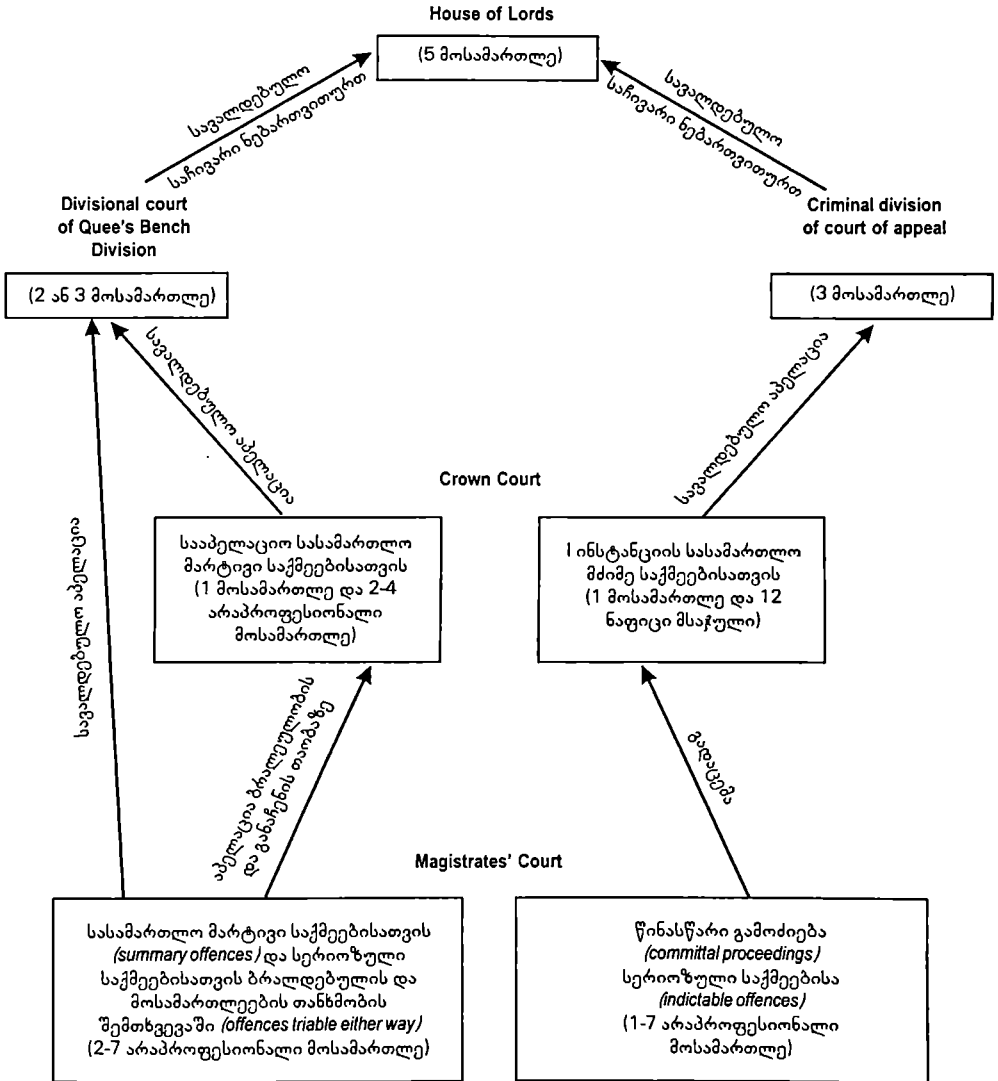 House of Lords
(5 მოსამართლე)
სავალდებულო
საჩივარი ნებართვითურთ
სავალდებულო
საჩივარი ნებართვითურთ
Divisional court
of Quee's Bench
Division
(2 ან 3 მოსამართლე)
Criminal division
of court of appeal
(3 მოსამართლე)
სავალდებულო აპელაცია
სავალდებულო აპელაცია
სავალდებულო აპელაცია
Crown Court
სააპელაციო სასამართლო
მარტივი საქმეებისათვის
(1 მოსამართლე და 2-4
არაპროფესიონალი
მოსამართლე)
I ინსტანციის სასამართლო
მძიმე საქმეებისათვის
(1 მოსამართლე და 12
ნაფიცი მსაჯული)
აპელაცია ბრალეულობის
და განაჩენის თაობაზე
გადაცემა
Magistrates' Court
სასამართლო მარტივი საქმეებისათვის
(summary offences) და სერიოზული
საქმეებისათვის ბრალდებულის და
მოსამართლეების თანხმობის
შემთხვევაში (offences triable either way)
(2-7 არაპროფესიონალი მოსამართლე)
წინასწარი გამოძიება
(committal proceedings)
სერიოზული საქმეებისა
(indictable offences)
(1-7 არაპროფესიონალი
მოსამართლე)